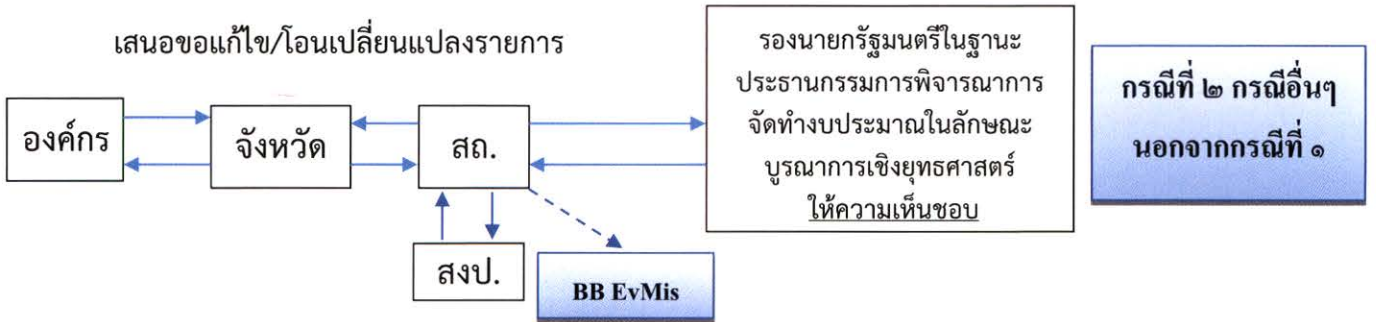 เสนอขอแก้ไข/โอนเปลี่ยนแปลงรายการ
องค์กร
จังหวัด
สถ.
รองนายกรัฐมนตรีในฐานะ
ประธานกรรมการพิจารณาการ
จัดทำงบประมาณในลักษณะ
บูรณาการเชิงยุทธศาสตร์
ให้ความเห็นชอบ
กรณีที่ ๒ กรณีอื่นๆ
นอกจากกรณีที่ ๑
สงป.
BB EvMis